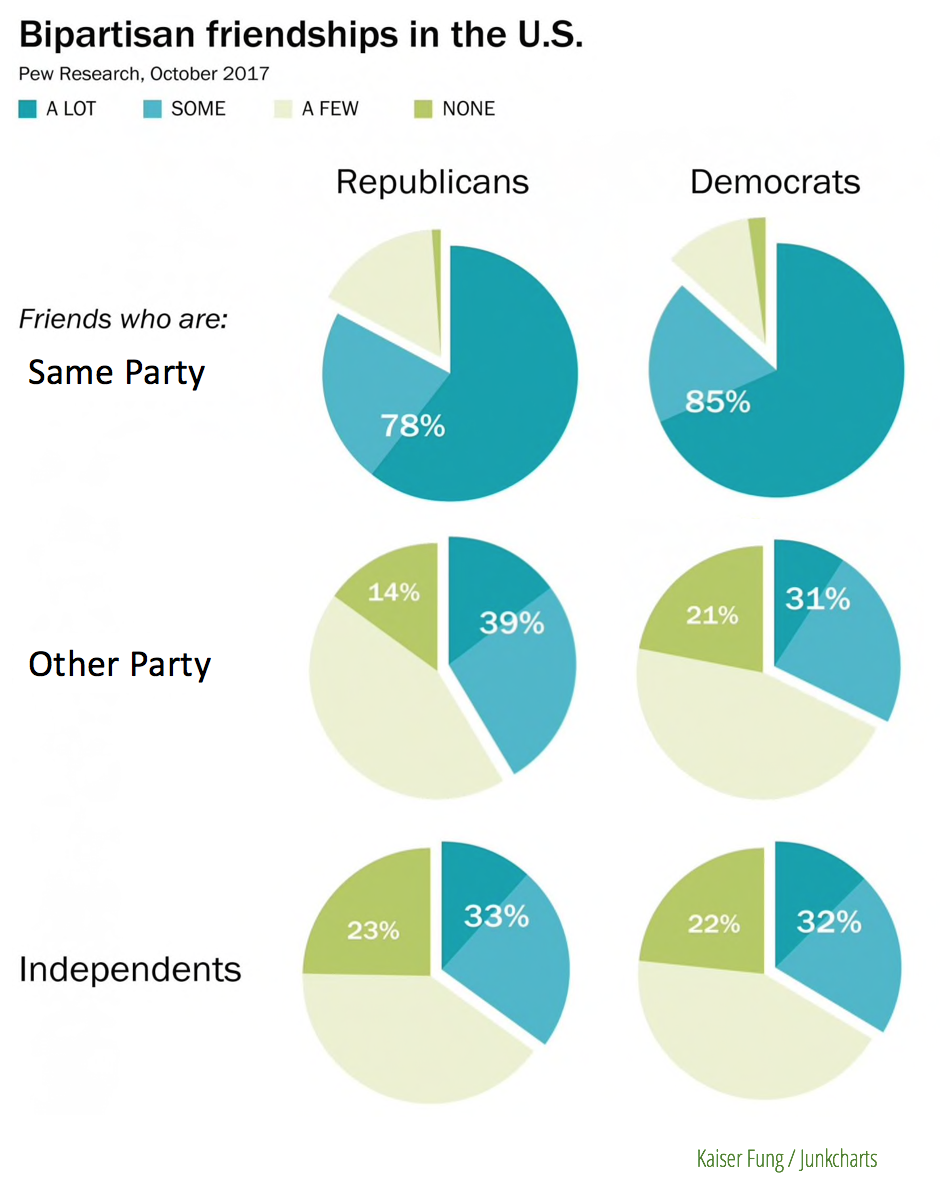 Bipartisan friendships in the U.S.
Pew Research, October 2017
A LOT SOME A FEW NONE
Republicans Democrats
Friends who are:
Same Party
78% 85%
Other Party
14% 39% 21% 31%
Independents
23% 33% 22% 32%
Kaiser Fung / Junkcharts